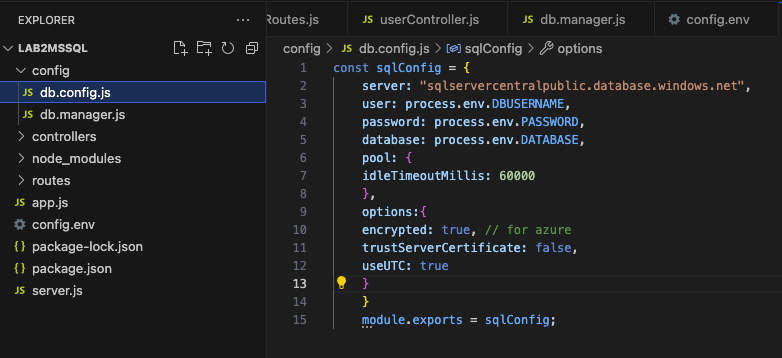 EXPLORER
LAB2MSSQL
config
JS db.config.js
JS db.manager.js
controllers
node_modules
routes
JS app.js
config.env
{} package-lock.json
{} package.json
JS server.js
Routes.js JS userController.js JS db.manager.js config.env
config > JS db.config.js > sqlConfig > options
1 const sqlConfig = {
2 server: "sqlservercentralpublic.database.windows.net",
3 user: process.env.DBUSERNAME,
4 password: process.env.PASSWORD,
5 database: process.env.DATABASE,
6 pool: {
7 idleTimeoutMillis: 60000
8 },
9 options:{
10 encrypted: true, // for azure
11 trustServerCertificate: false,
12 useUTC: true
13 }
14 }
15 module.exports = sqlConfig;